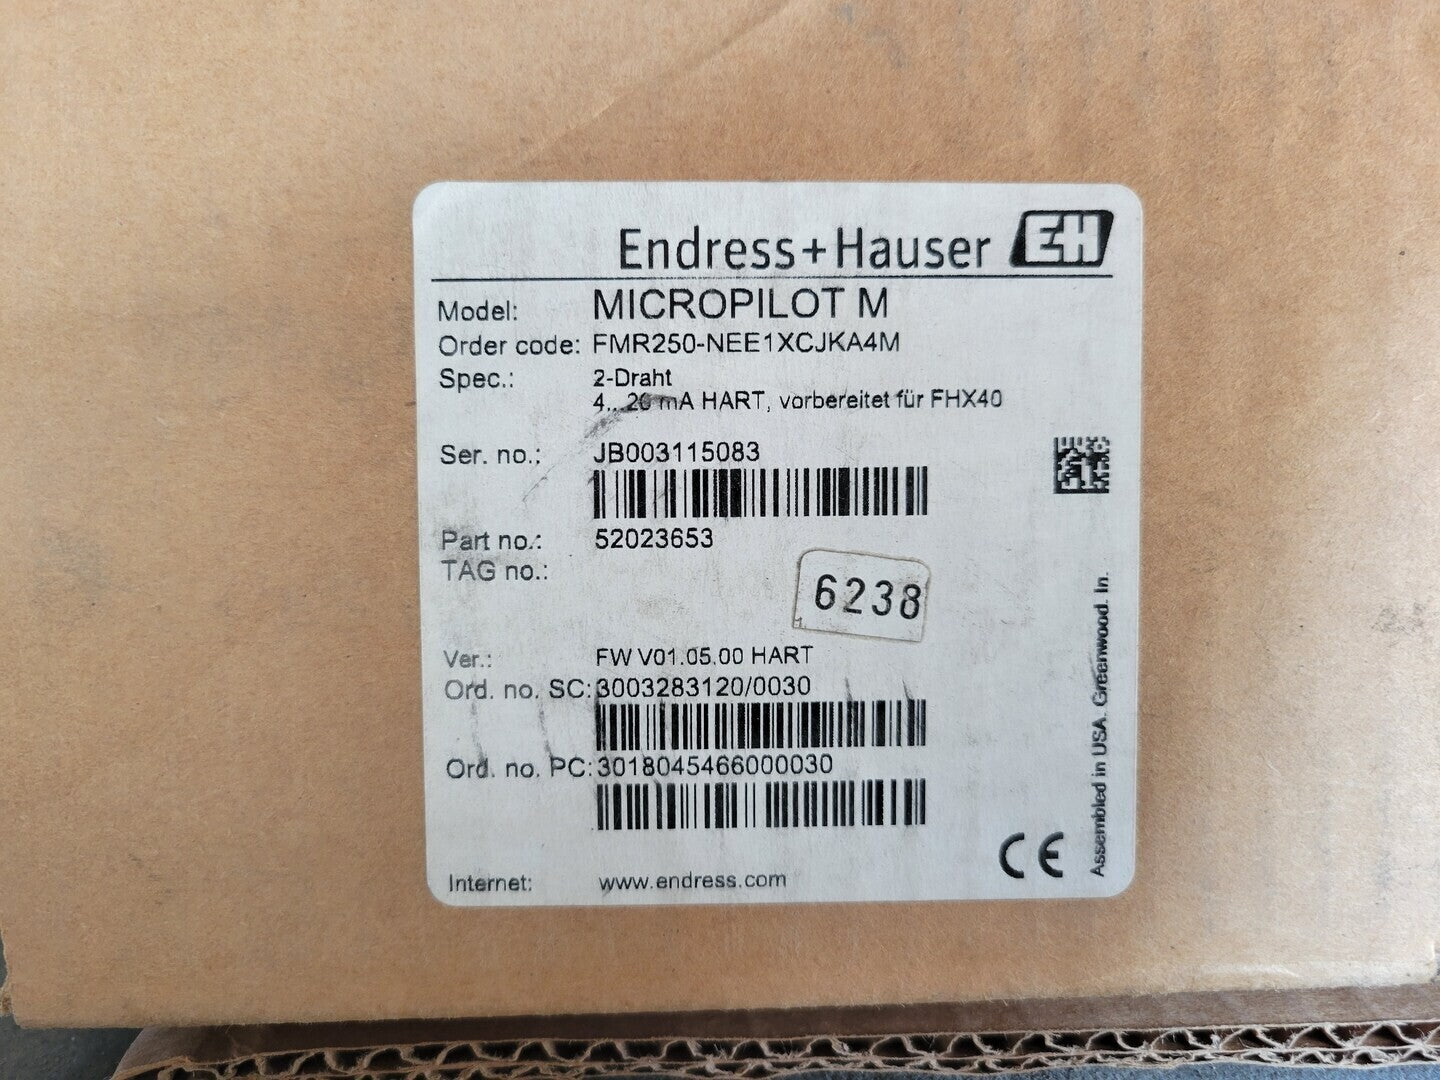 Endress+Hauser EH
Model: MICROPILOT M
Order code: FMR250-NEE1XCJKA4M
Spec.: 2-Draht
4...20 mA HART, vorbereitet für FHX40
Ser. no.: JB003115083
Part no.: 52023653
TAG no.:
6238
Ver.: FW V01.05.00 HART
Ord. no. SC: 3003283120/0030
Ord. no. PC: 3018045466000030
Internet: www.endress.com
CE
Assembled in USA. Greenwood. In.